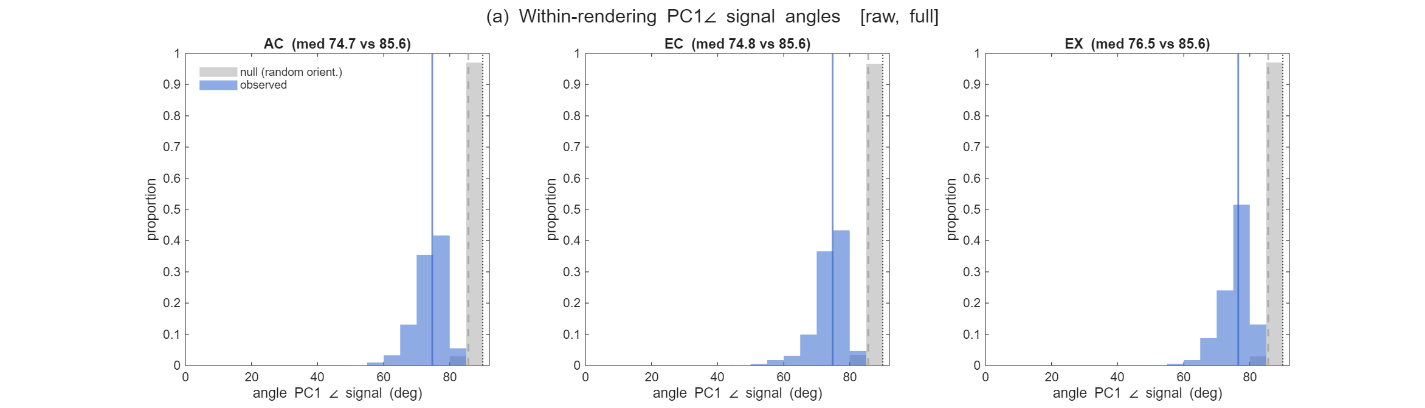 (a) Within-rendering PC1∠ signal angles [raw, full]
AC (med 74.7 vs 85.6)
1
0.9
0.8
0.7
0.6
0.5
0.4
0.3
0.2
0.1
0
proportion
null (random orient.)
observed
0 20 40 60 80
angle PC1 ∠ signal (deg)
EC (med 74.8 vs 85.6)
1
0.9
0.8
0.7
0.6
0.5
0.4
0.3
0.2
0.1
0
proportion
0 20 40 60 80
angle PC1 ∠ signal (deg)
EX (med 76.5 vs 85.6)
1
0.9
0.8
0.7
0.6
0.5
0.4
0.3
0.2
0.1
0
proportion
0 20 40 60 80
angle PC1 ∠ signal (deg)